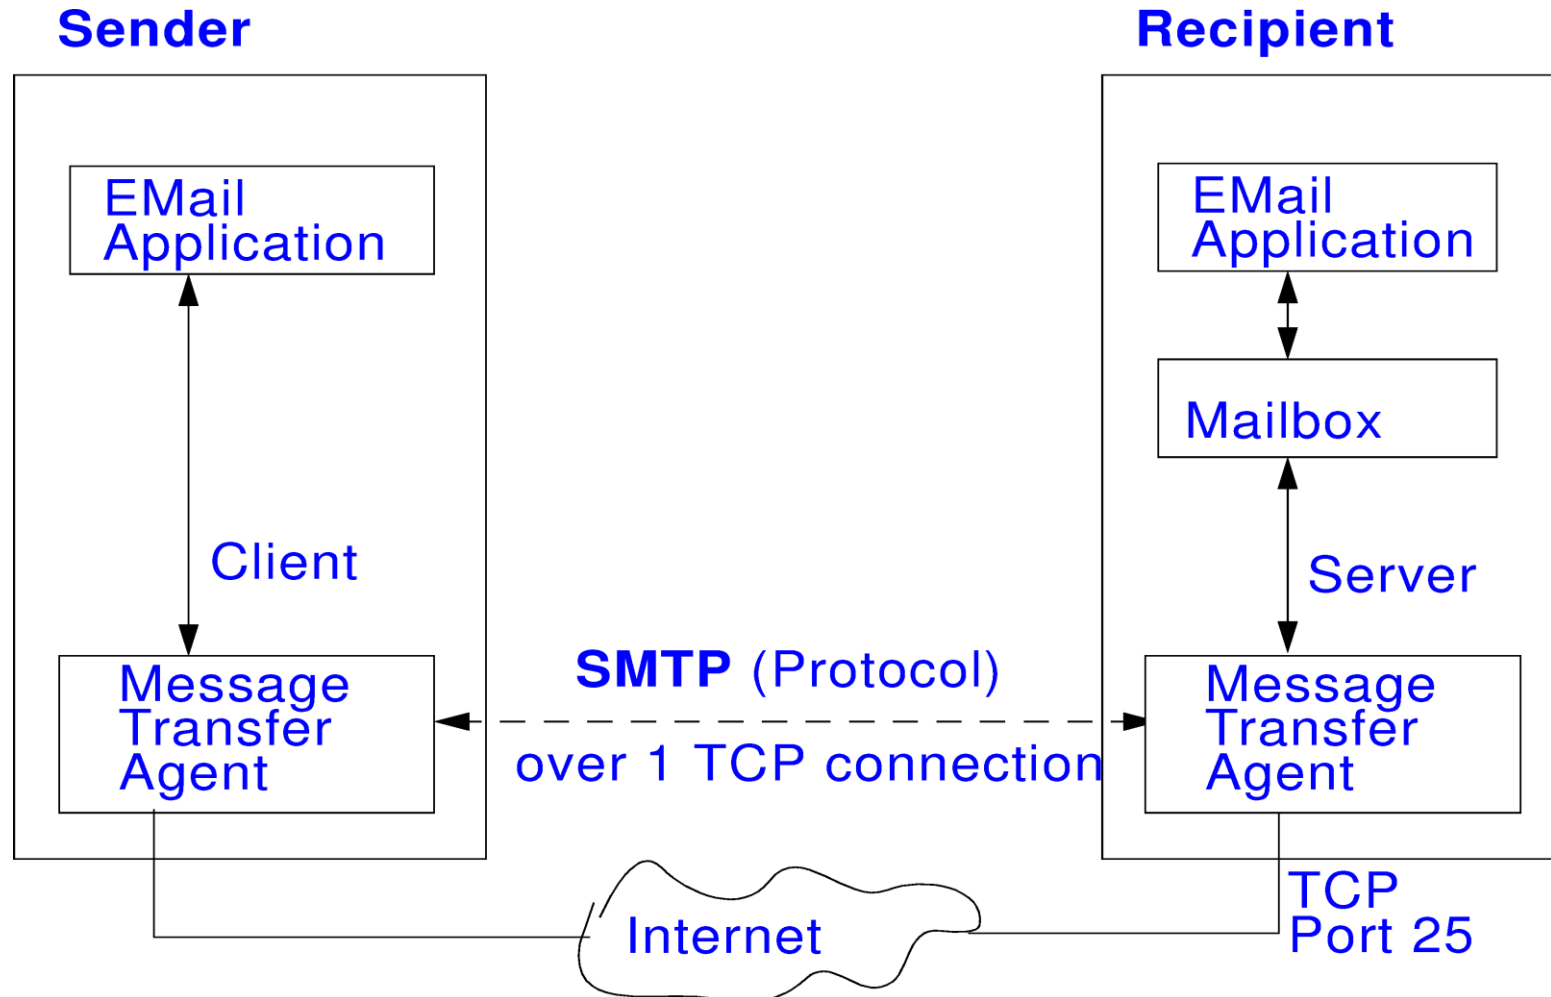 Sender
Recipient
EMail
Application
EMail
Application
Mailbox
Client
Server
Message
Transfer
Agent
SMTP (Protocol)
over 1 TCP connection
Message
Transfer
Agent
Internet
TCP
Port 25